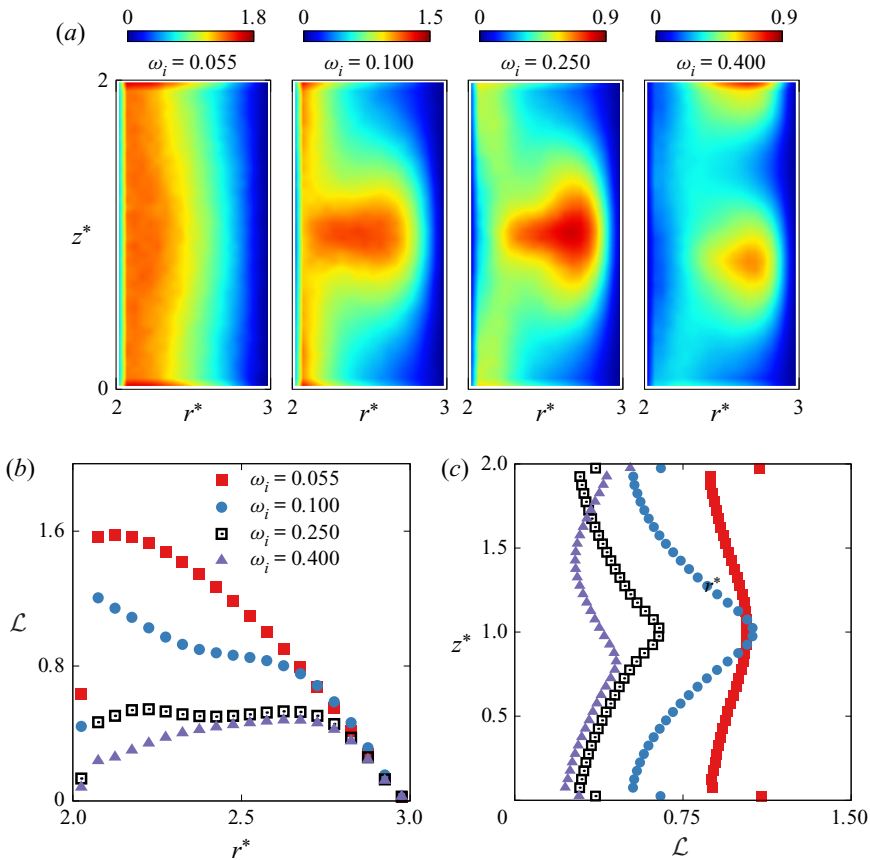 (a)
0 1.8 0 1.5 0 0.9 0 0.9
ωi = 0.055 ωi = 0.100 ωi = 0.250 ωi = 0.400
2
z*
0
2 r* 3 2 r* 3 2 r* 3 2 r* 3
(b)
ωi = 0.055
ωi = 0.100
ωi = 0.250
ωi = 0.400
1.6
ℒ
0.8
0
2.0 2.5 3.0
r*
(c)
2.0
1.5
r*
z* 1.0
0.5
0 0.75 1.50
ℒ